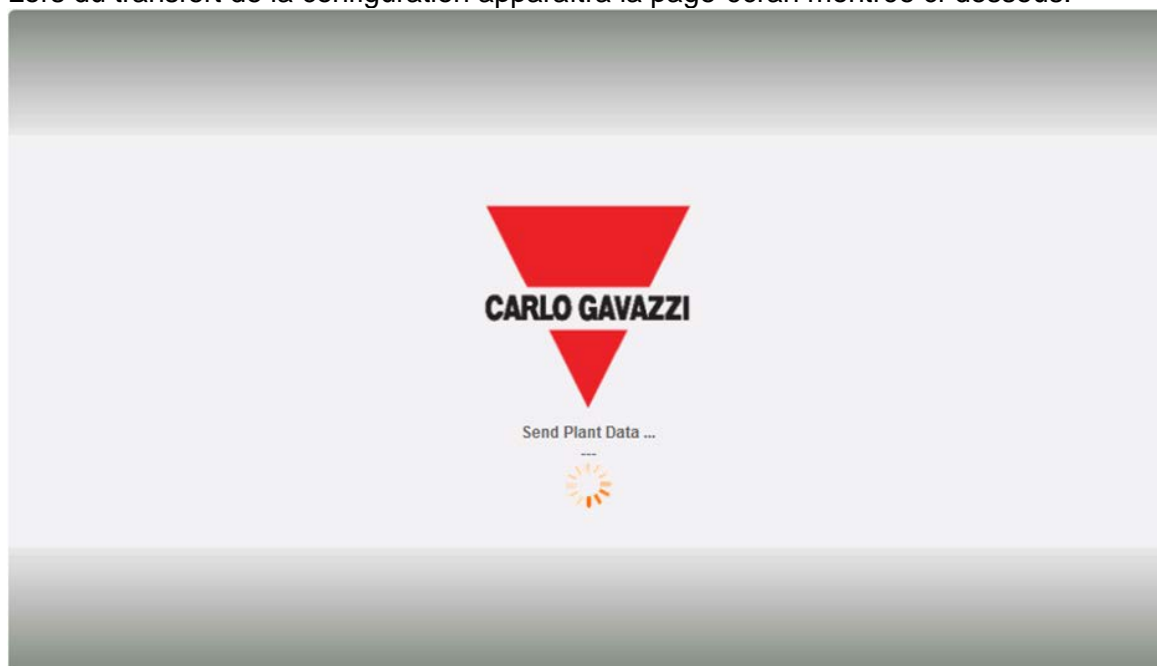 Lors du transfert de la configuration apparaîtra la page-écran montrée ci-dessous.
CARLO GAVAZZI
Send Plant Data ...
---